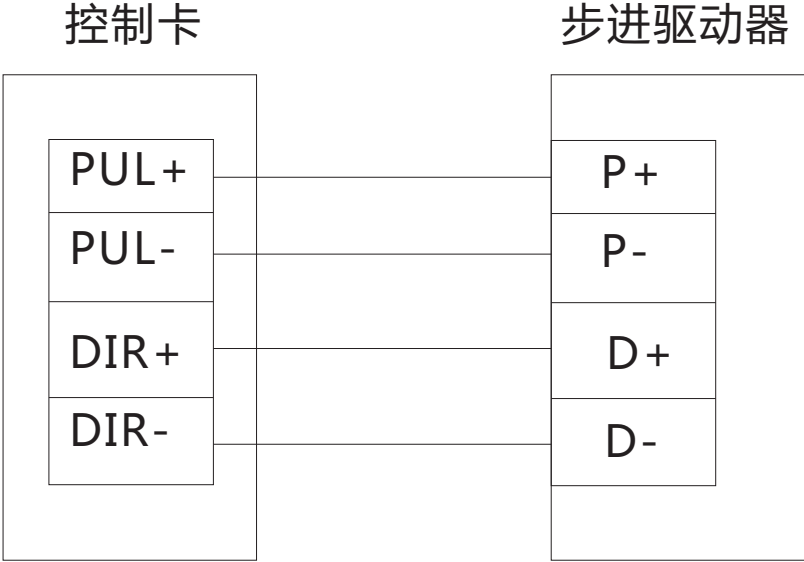 控制卡 步进驱动器
PUL+ P+
PUL- P-
DIR+ D+
DIR- D-